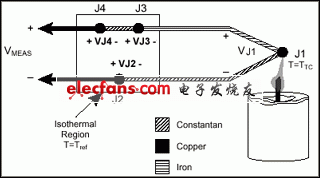 J4 J3
+ + VJ4 - + VJ3 - +
VMEAS VJ1 J1
T=TTC
+ VJ2 -
- -
J2
elecfans.com 电子发烧友
Isothermal
Region
T=Tref
Constantan
Copper
Iron